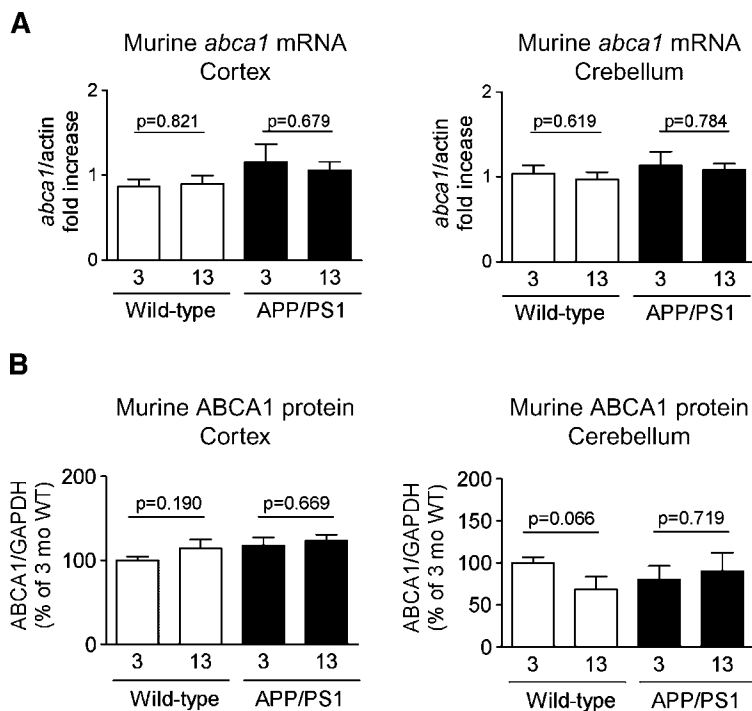 A
Murine abca1 mRNA
Cortex
abca1/actin
fold increase
2
1
0
p=0.821
p=0.679
3
13
3
13
Wild-type
APP/PS1
Murine abca1 mRNA
Crebellum
abca1/actin
fold incease
2
1
0
p=0.619
p=0.784
3
13
3
13
Wild-type
APP/PS1
B
Murine ABCA1 protein
Cortex
ABCA1/GAPDH
(% of 3 mo WT)
200
100
0
p=0.190
p=0.669
3
13
3
13
Wild-type
APP/PS1
Murine ABCA1 protein
Cerebellum
ABCA1/GAPDH
(% of 3 mo WT)
200
150
100
50
0
p=0.066
p=0.719
3
13
3
13
Wild-type
APP/PS1